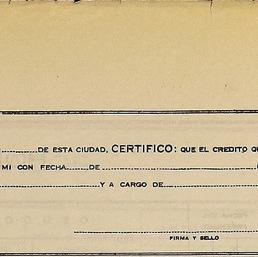 DE ESTA CIUDAD, CERTIFICO: QUE EL CREDITO
MI CON FECHA DE
Y A CARGO DE
FIRMA Y SELLO